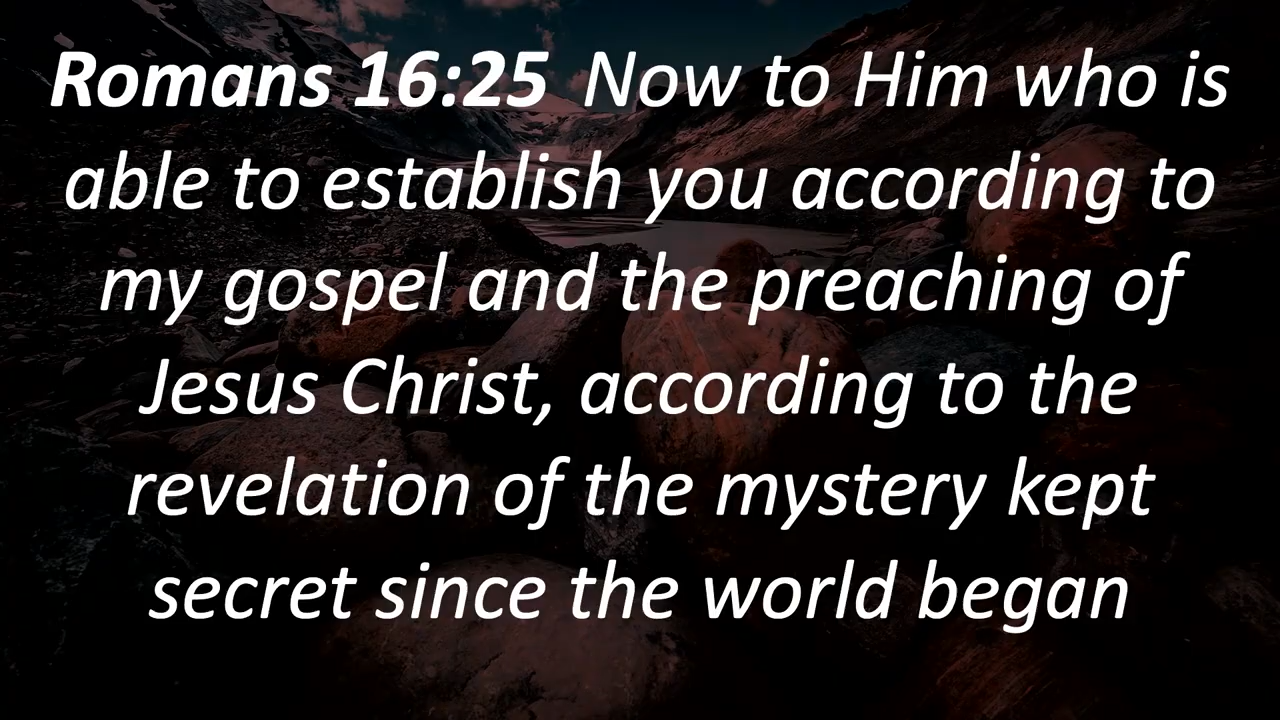 Romans 16:25 Now to Him who is
able to establish you according to
my gospel and the preaching of
Jesus Christ, according to the
revelation of the mystery kept
secret since the world began